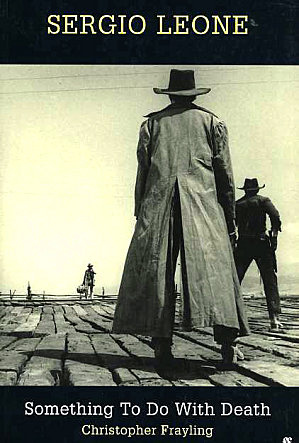 SERGIO LEONE
Something To Do With Death
Christopher Frayling